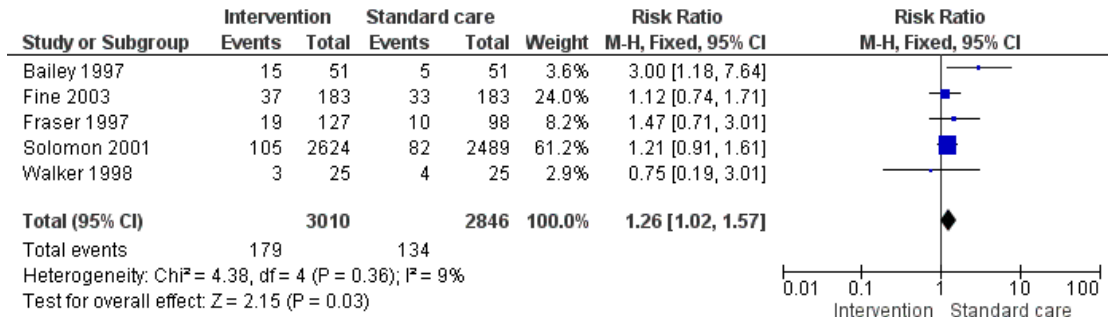 Intervention Standard care Risk Ratio Risk Ratio
Study or Subgroup Events Total Events Total Weight M-H, Fixed, 95% CI M-H, Fixed, 95% CI
Bailey 1997 15 51 5 51 3.6% 3.00 [1.18, 7.64]
Fine 2003 37 183 33 183 24.0% 1.12 [0.74, 1.71]
Fraser 1997 19 127 10 98 8.2% 1.47 [0.71, 3.01]
Solomon 2001 105 2624 82 2489 61.2% 1.21 [0.91, 1.61]
Walker 1998 3 25 4 25 2.9% 0.75 [0.19, 3.01]
Total (95% CI) 3010 2846 100.0% 1.26 [1.02, 1.57]
Total events 179 134
Heterogeneity: Chi² = 4.38, df = 4 (P = 0.36); I² = 9%
Test for overall effect: Z = 2.15 (P = 0.03)
0.01 0.1 1 10 100
Intervention Standard care